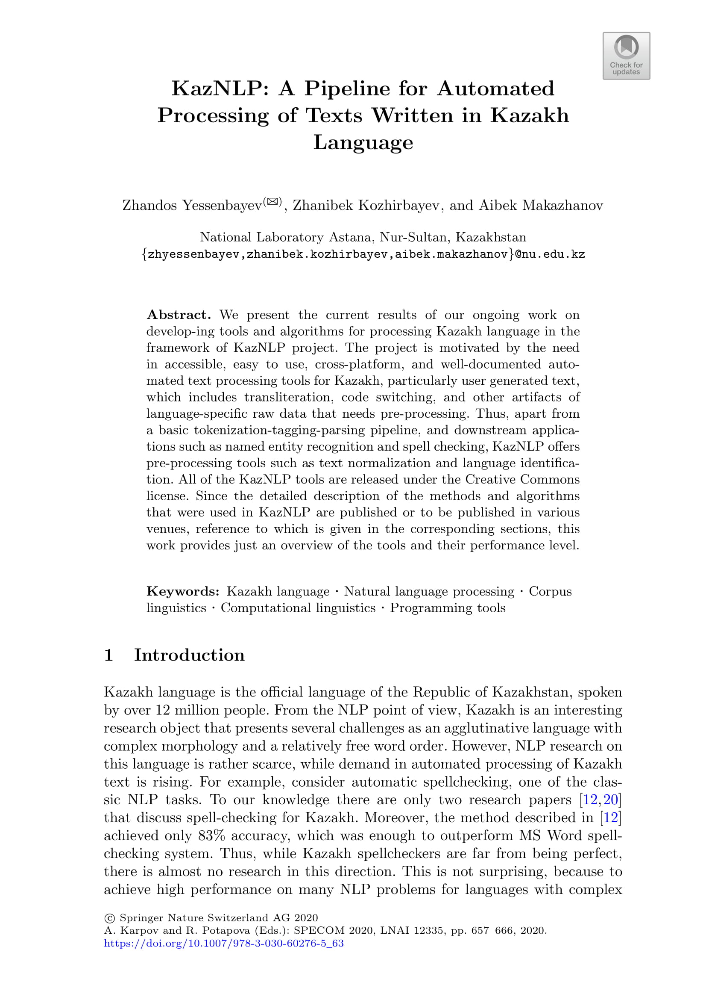 Check for
updates
KazNLP: A Pipeline for Automated
Processing of Texts Written in Kazakh
Language
Zhandos Yessenbayev(✉), Zhanibek Kozhirbayev, and Aibek Makazhanov
National Laboratory Astana, Nur-Sultan, Kazakhstan
{zhyessenbayev,zhanibek.kozhirbayev,aibek.makazhanov}@nu.edu.kz
Abstract. We present the current results of our ongoing work on
develop-ing tools and algorithms for processing Kazakh language in the
framework of KazNLP project. The project is motivated by the need
in accessible, easy to use, cross-platform, and well-documented auto-
mated text processing tools for Kazakh, particularly user generated text,
which includes transliteration, code switching, and other artifacts of
language-specific raw data that needs pre-processing. Thus, apart from
a basic tokenization-tagging-parsing pipeline, and downstream applica-
tions such as named entity recognition and spell checking, KazNLP offers
pre-processing tools such as text normalization and language identifica-
tion. All of the KazNLP tools are released under the Creative Commons
license. Since the detailed description of the methods and algorithms
that were used in KazNLP are published or to be published in various
venues, reference to which is given in the corresponding sections, this
work provides just an overview of the tools and their performance level.
Keywords: Kazakh language · Natural language processing · Corpus
linguistics · Computational linguistics · Programming tools
1 Introduction
Kazakh language is the official language of the Republic of Kazakhstan, spoken
by over 12 million people. From the NLP point of view, Kazakh is an interesting
research object that presents several challenges as an agglutinative language with
complex morphology and a relatively free word order. However, NLP research on
this language is rather scarce, while demand in automated processing of Kazakh
text is rising. For example, consider automatic spellchecking, one of the clas-
sic NLP tasks. To our knowledge there are only two research papers [12,20]
that discuss spell-checking for Kazakh. Moreover, the method described in [12]
achieved only 83% accuracy, which was enough to outperform MS Word spell-
checking system. Thus, while Kazakh spellcheckers are far from being perfect,
there is almost no research in this direction. This is not surprising, because to
achieve high performance on many NLP problems for languages with complex
© Springer Nature Switzerland AG 2020
A. Karpov and R. Potapova (Eds.): SPECOM 2020, LNAI 12335, pp. 657–666, 2020.
https://doi.org/10.1007/978-3-030-60276-5_63